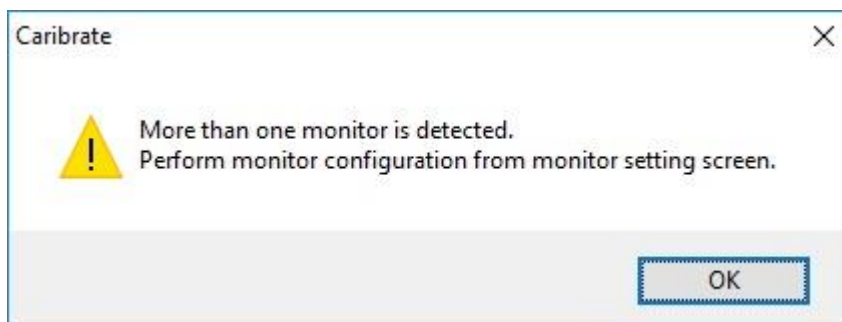 Caribrate
More than one monitor is detected.
Perform monitor configuration from monitor setting screen.
OK